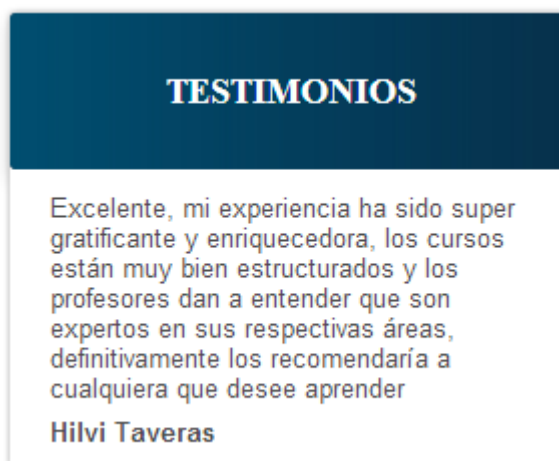 TESTIMONIOS
Excelente, mi experiencia ha sido super
gratificante y enriquecedora, los cursos
están muy bien estructurados y los
profesores dan a entender que son
expertos en sus respectivas áreas,
definitivamente los recomendaría a
cualquiera que desee aprender
Hilvi Taveras